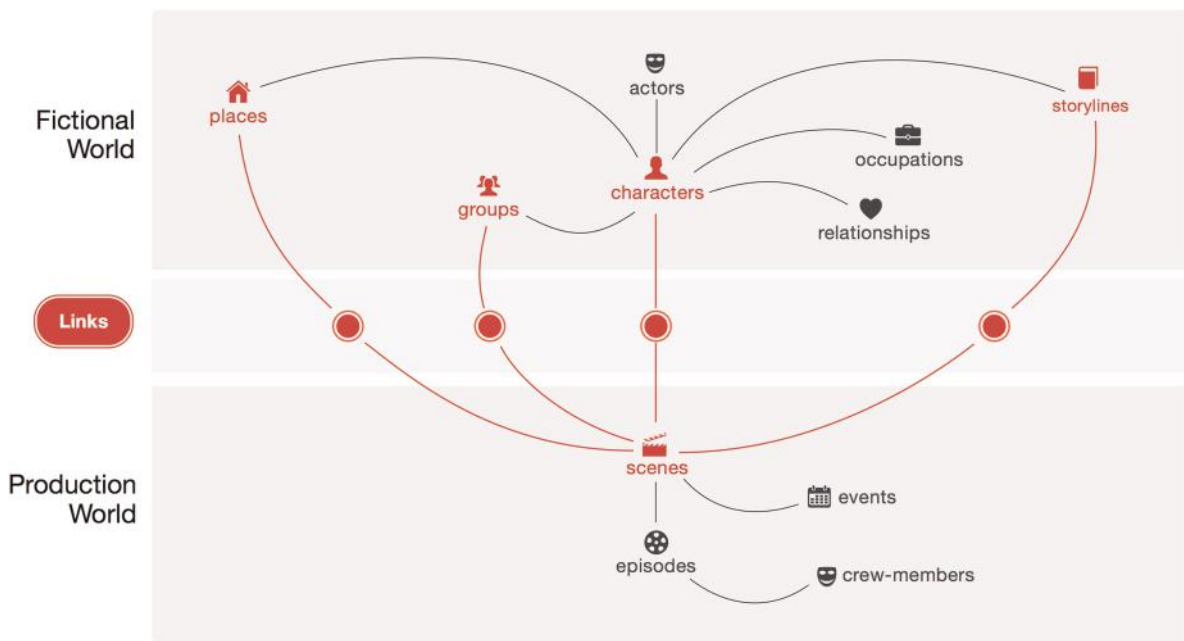 actors
places
storylines
Fictional
World
occupations
characters
groups
relationships
Links
scenes
Production
World
events
episodes
crew-members